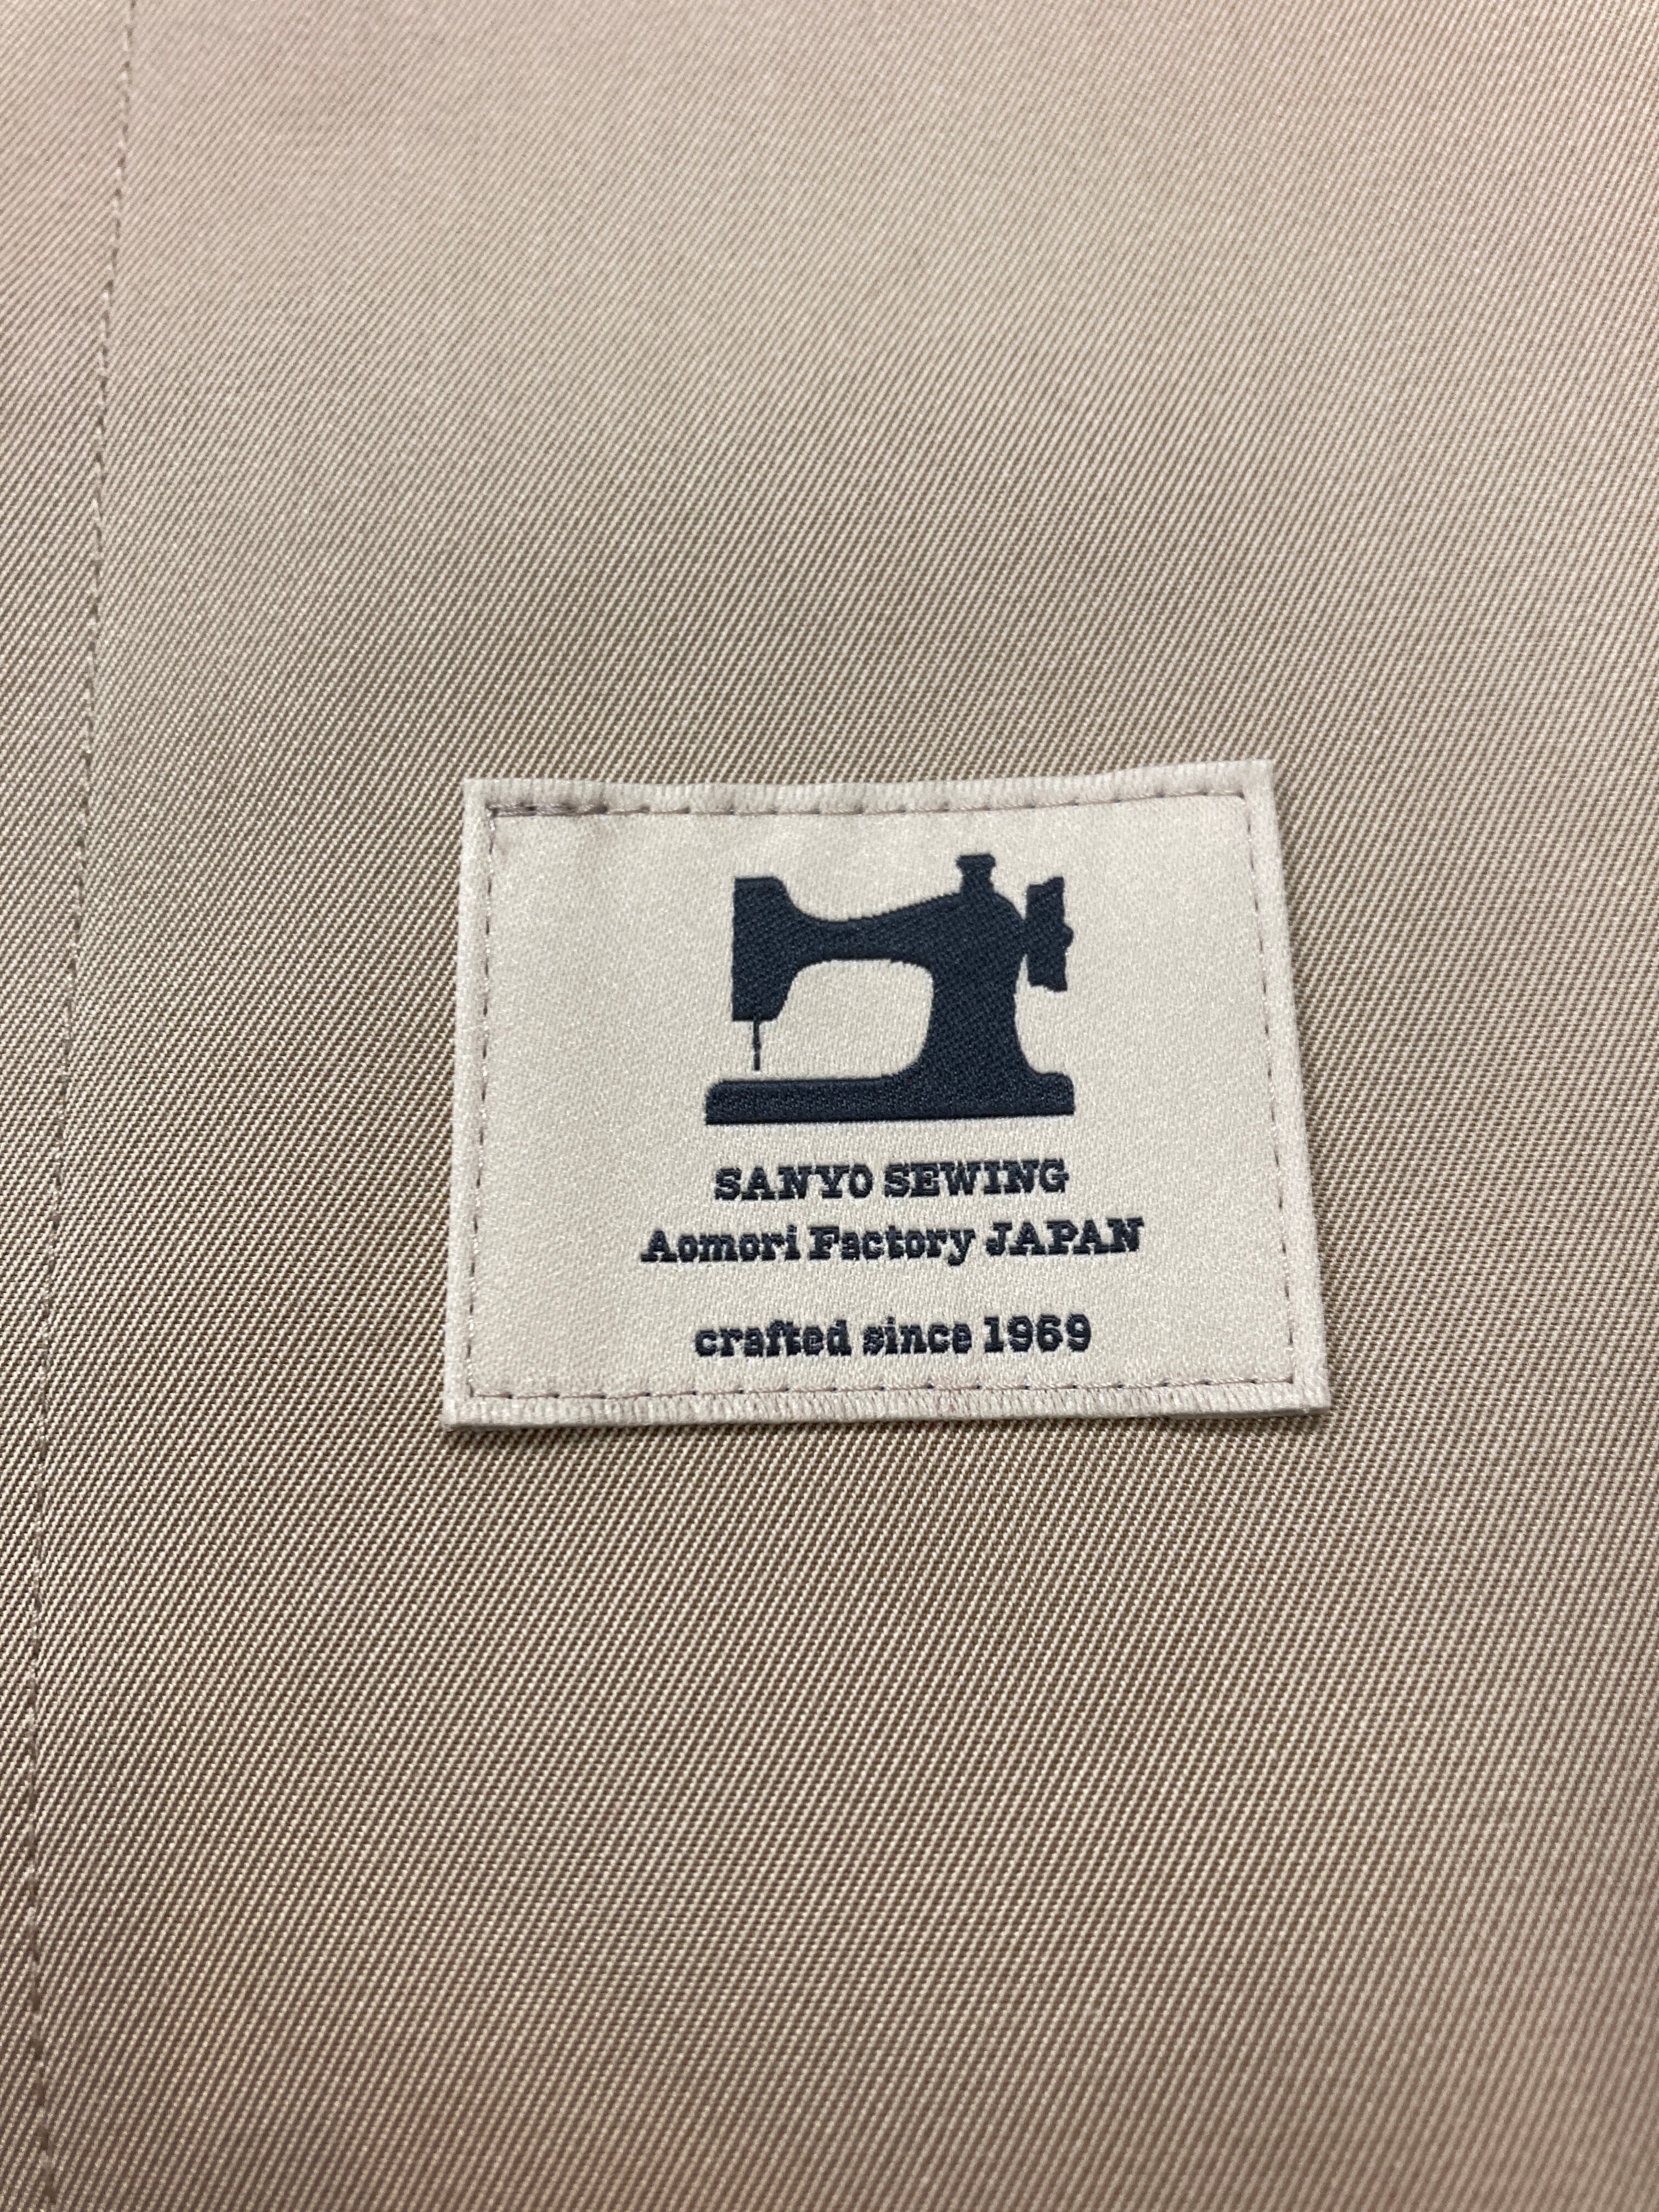 SANYO SEWING
Aomori Factory JAPAN
crafted since 1969